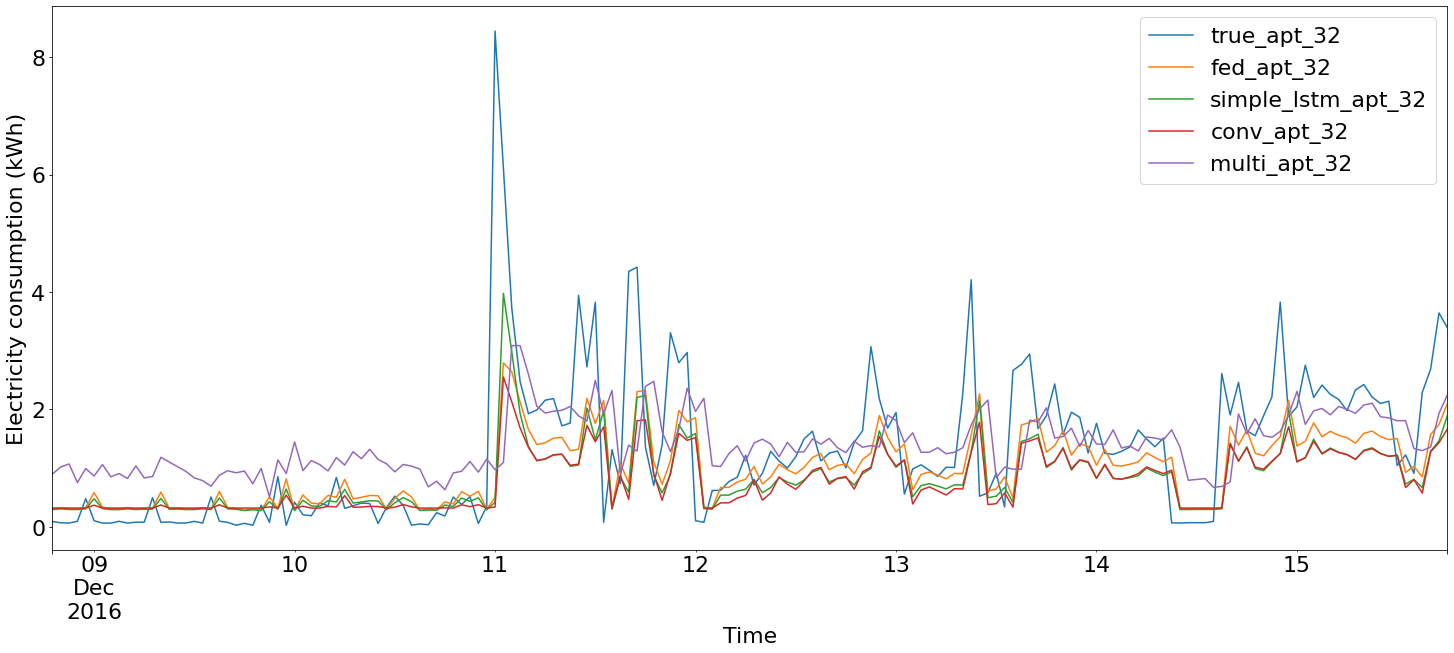 Electricity consumption (kWh)
8
6
4
2
0
true_apt_32
fed_apt_32
simple_lstm_apt_32
conv_apt_32
multi_apt_32
09 10 11 12 13 14 15
Dec
2016
Time